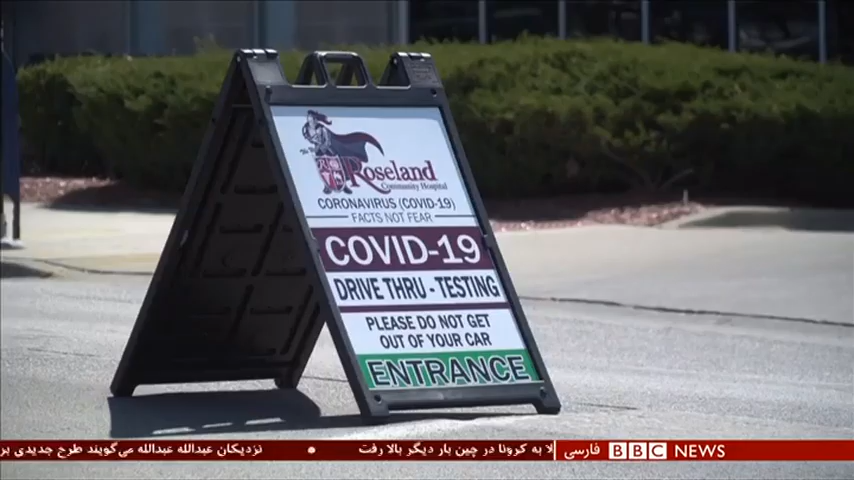 Roseland
Community Hospital
CORONAVIRUS (COVID-19)
FACTS NOT FEAR
COVID-19
DRIVE THRU - TESTING
PLEASE DO NOT GET
OUT OF YOUR CAR
ENTRANCE
لا به کرونا در چین بار دیگر بالا رفت • نزدیکان عبدالله عبدالله می‌گویند طرح جدیدی بر
BBC NEWS فارسی